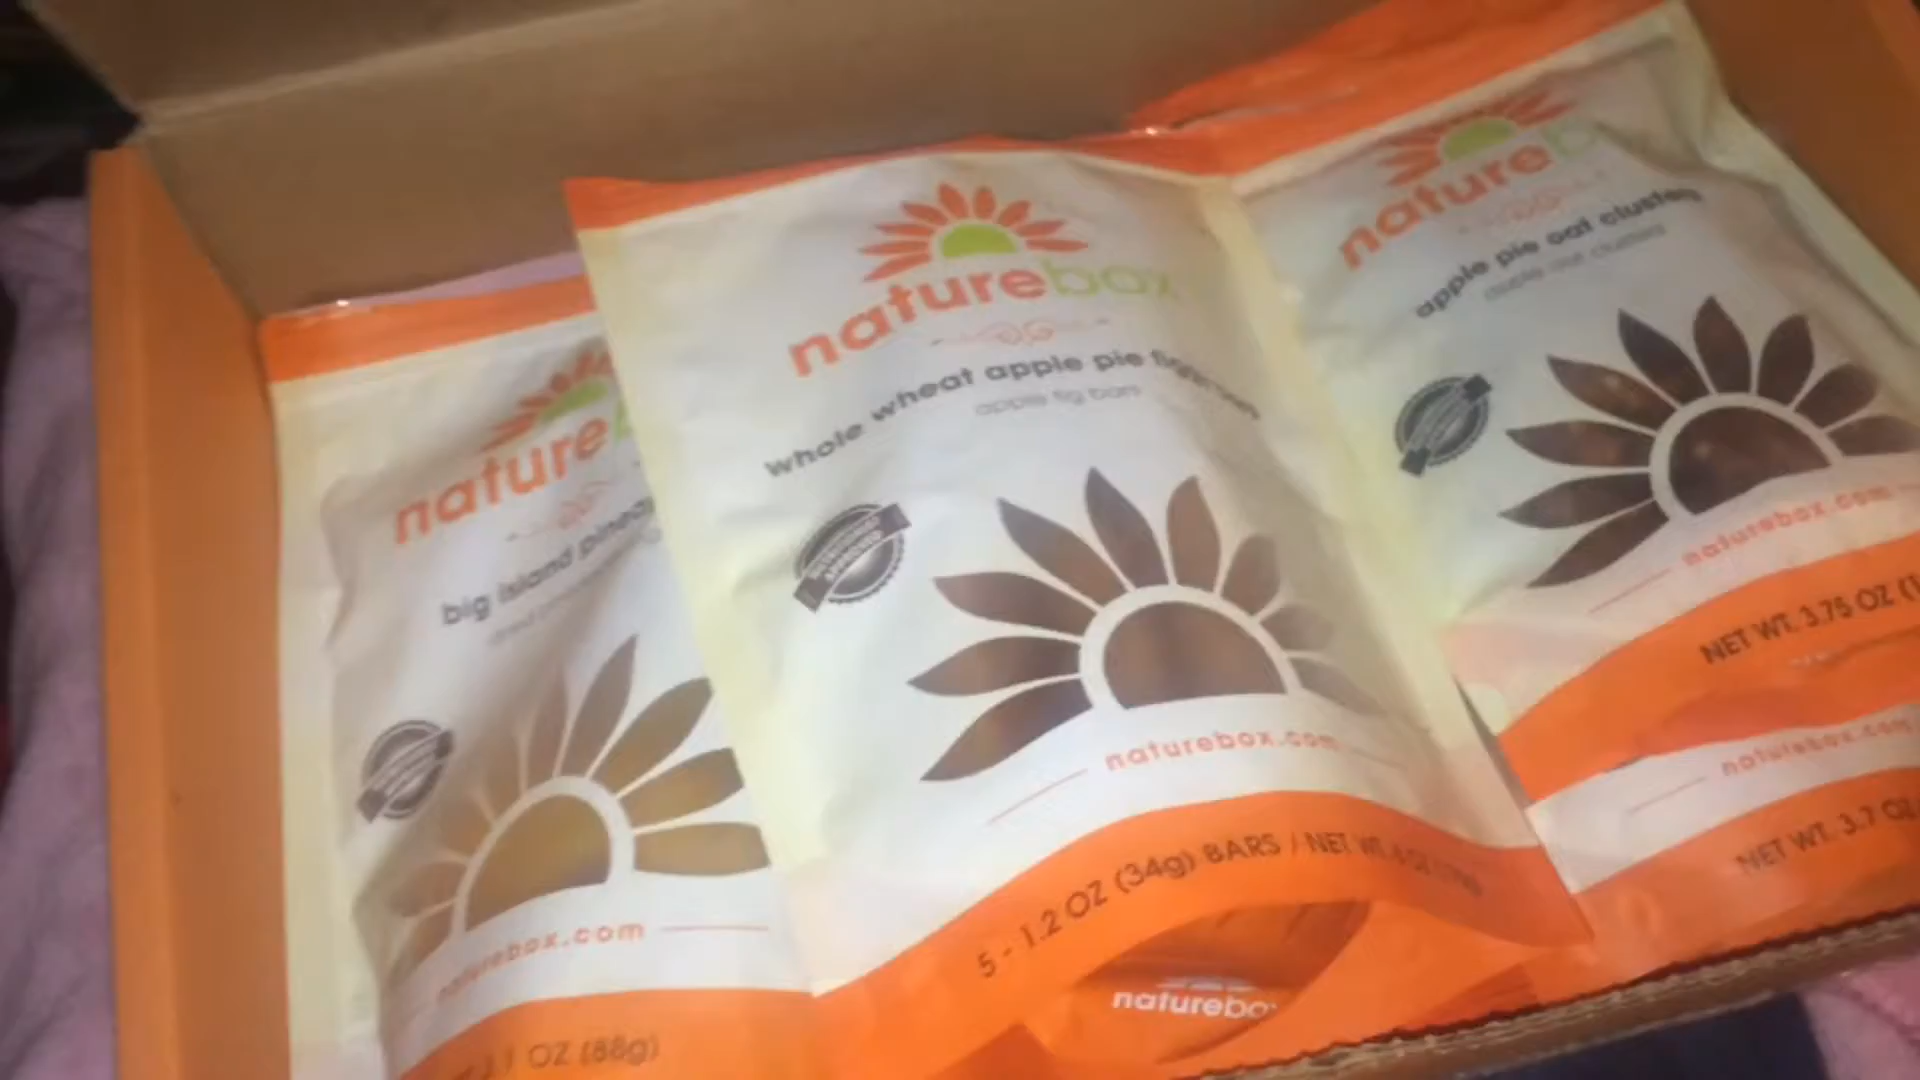 naturebox
whole wheat apple pie
apple fig bars
APPROVED
naturebox.com
5 - 1.2 OZ (34g) BARS / NET WT.
naturebox
nature
big island
naturebox.com
OZ (88g)
nature
apple pie oat clusters
naturebox.com
NET WT. 3.75 OZ
naturebox.com
NET WT. 3.7 OZ